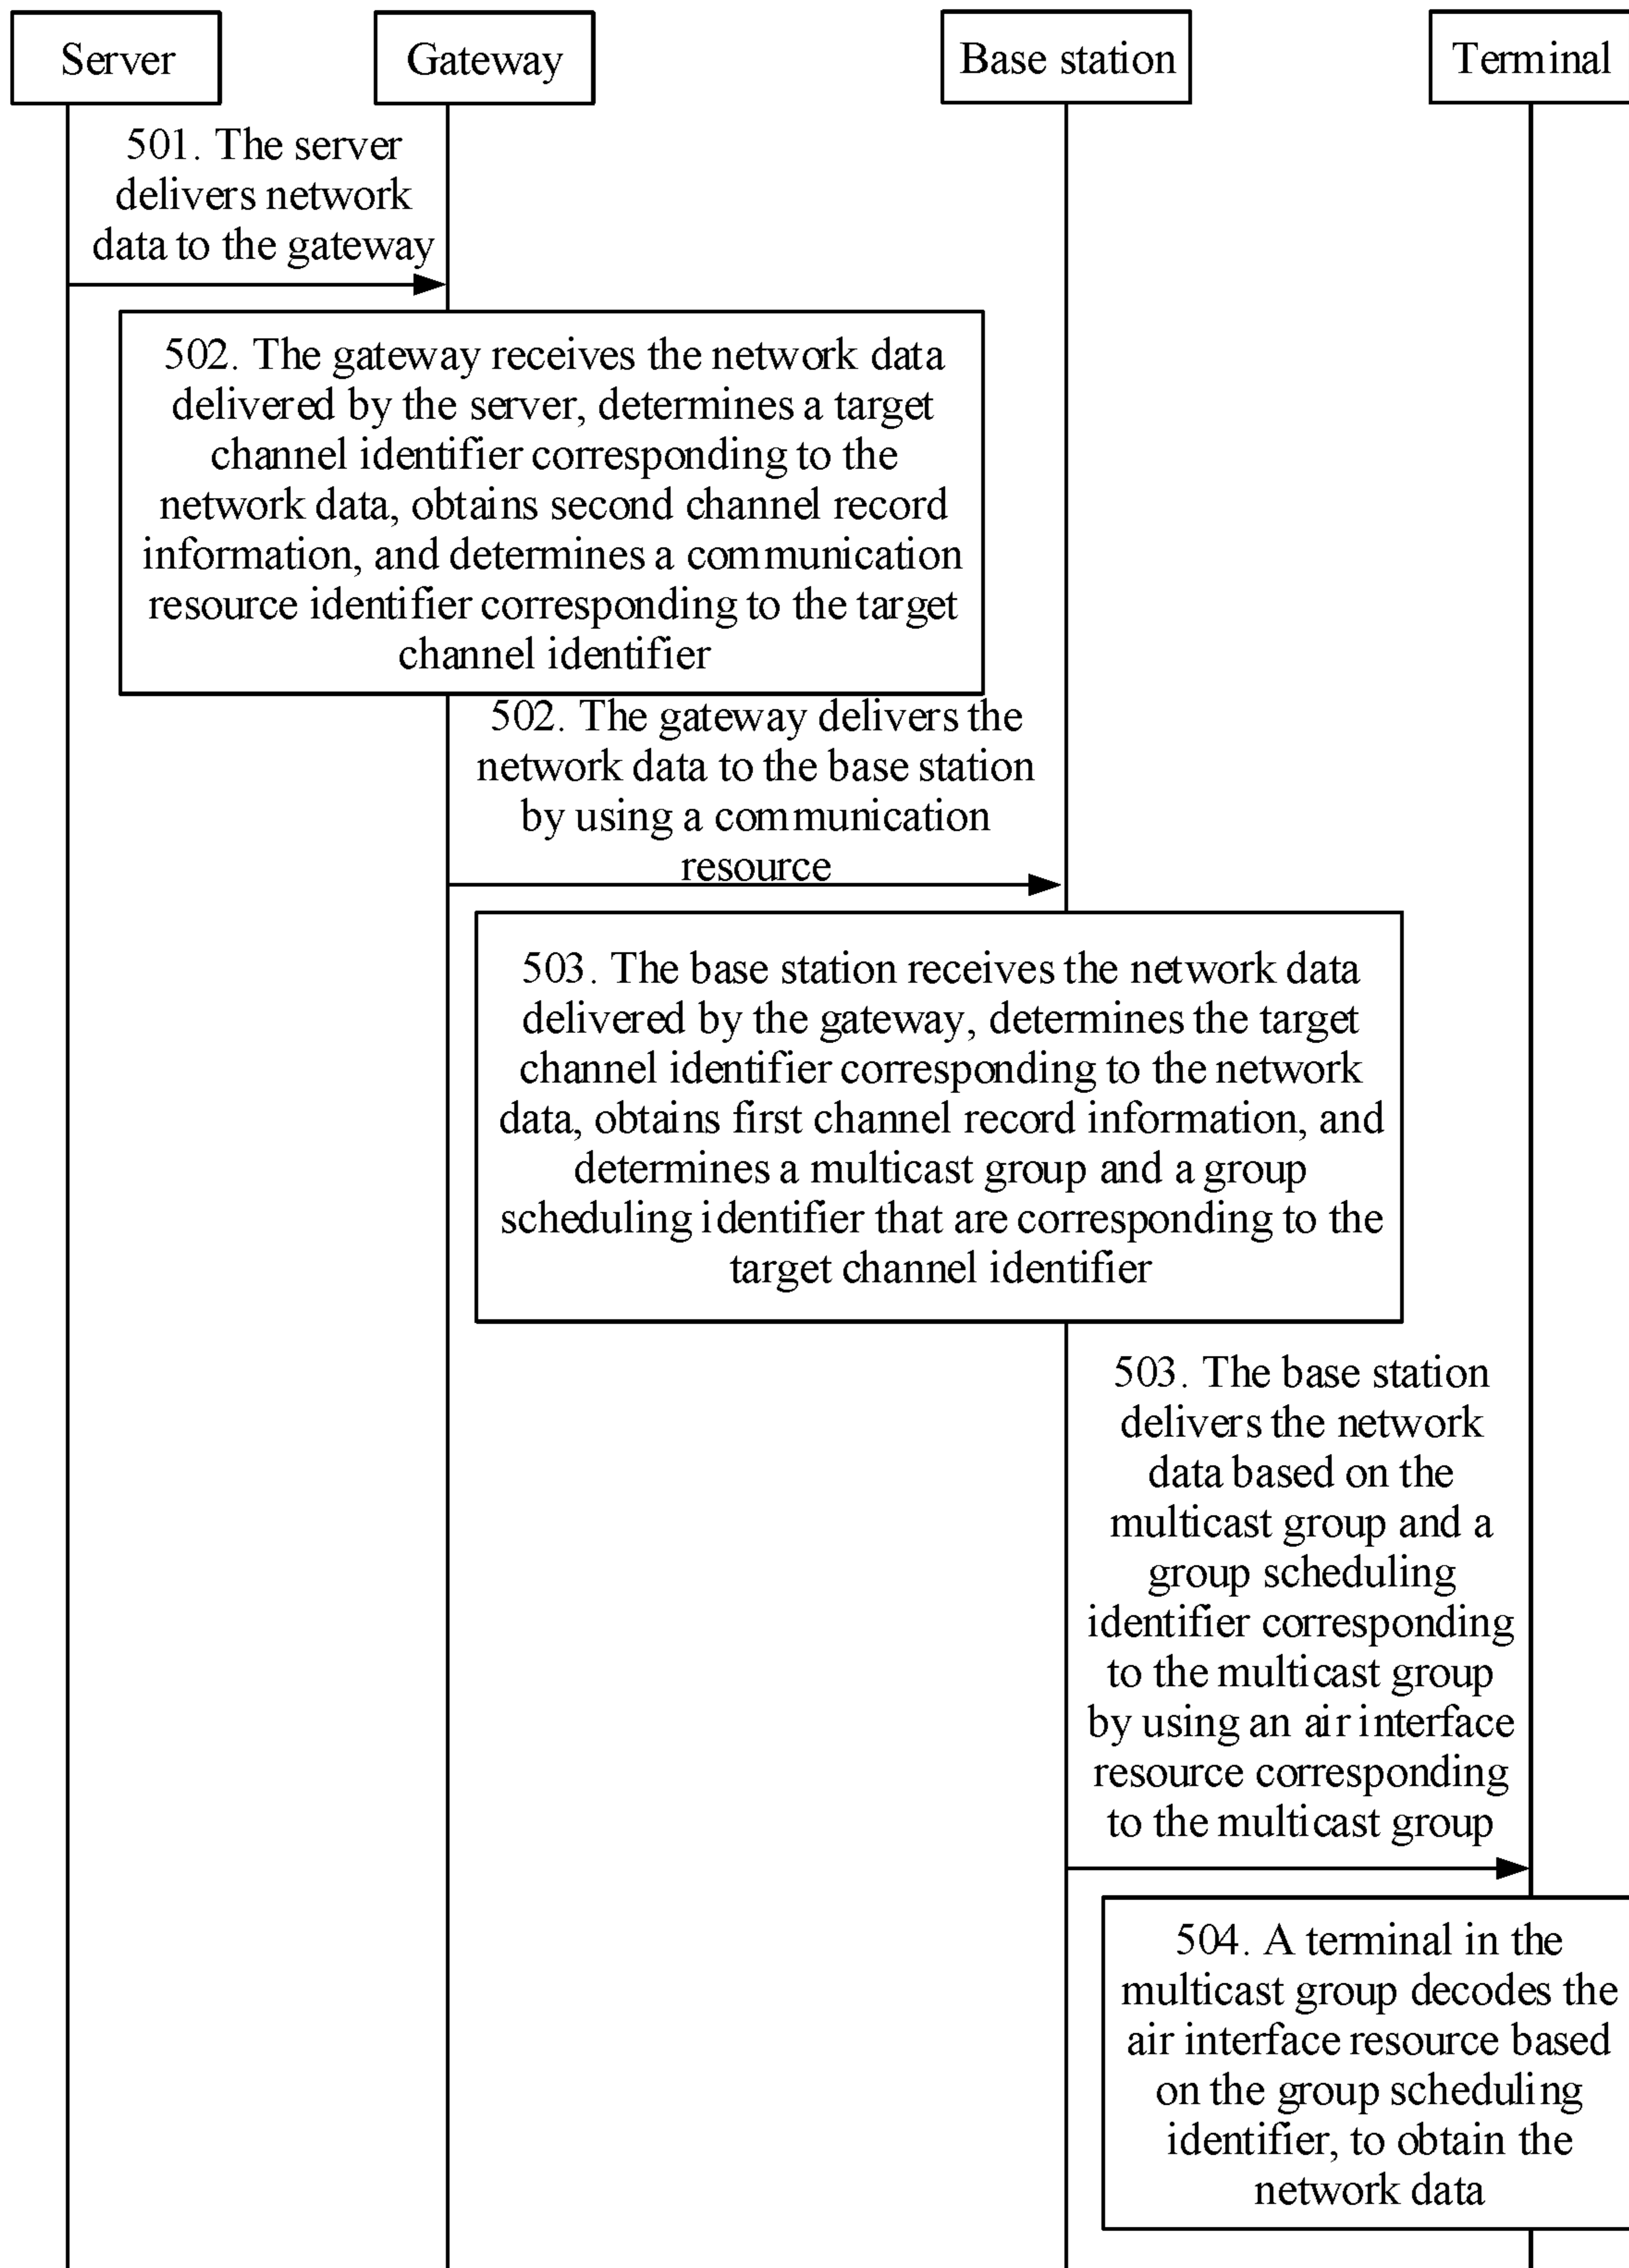 Server
Gateway
Base station
Terminal
501. The server
delivers network
data to the gateway
502. The gateway receives the network data
delivered by the server, determines a target
channel identifier corresponding to the
network data, obtains second channel record
information, and determines a communication
resource identifier corresponding to the target
channel identifier
502. The gateway delivers the
network data to the base station
by using a communication
resource
503. The base station receives the network data
delivered by the gateway, determines the target
channel identifier corresponding to the network
data, obtains first channel record information, and
determines a multicast group and a group
scheduling identifier that are corresponding to the
target channel identifier
503. The base station
delivers the network
data based on the
multicast group and a
group scheduling
identifier corresponding
to the multicast group
by using an air interface
resource corresponding
to the multicast group
504. A terminal in the
multicast group decodes the
air interface resource based
on the group scheduling
identifier, to obtain the
network data